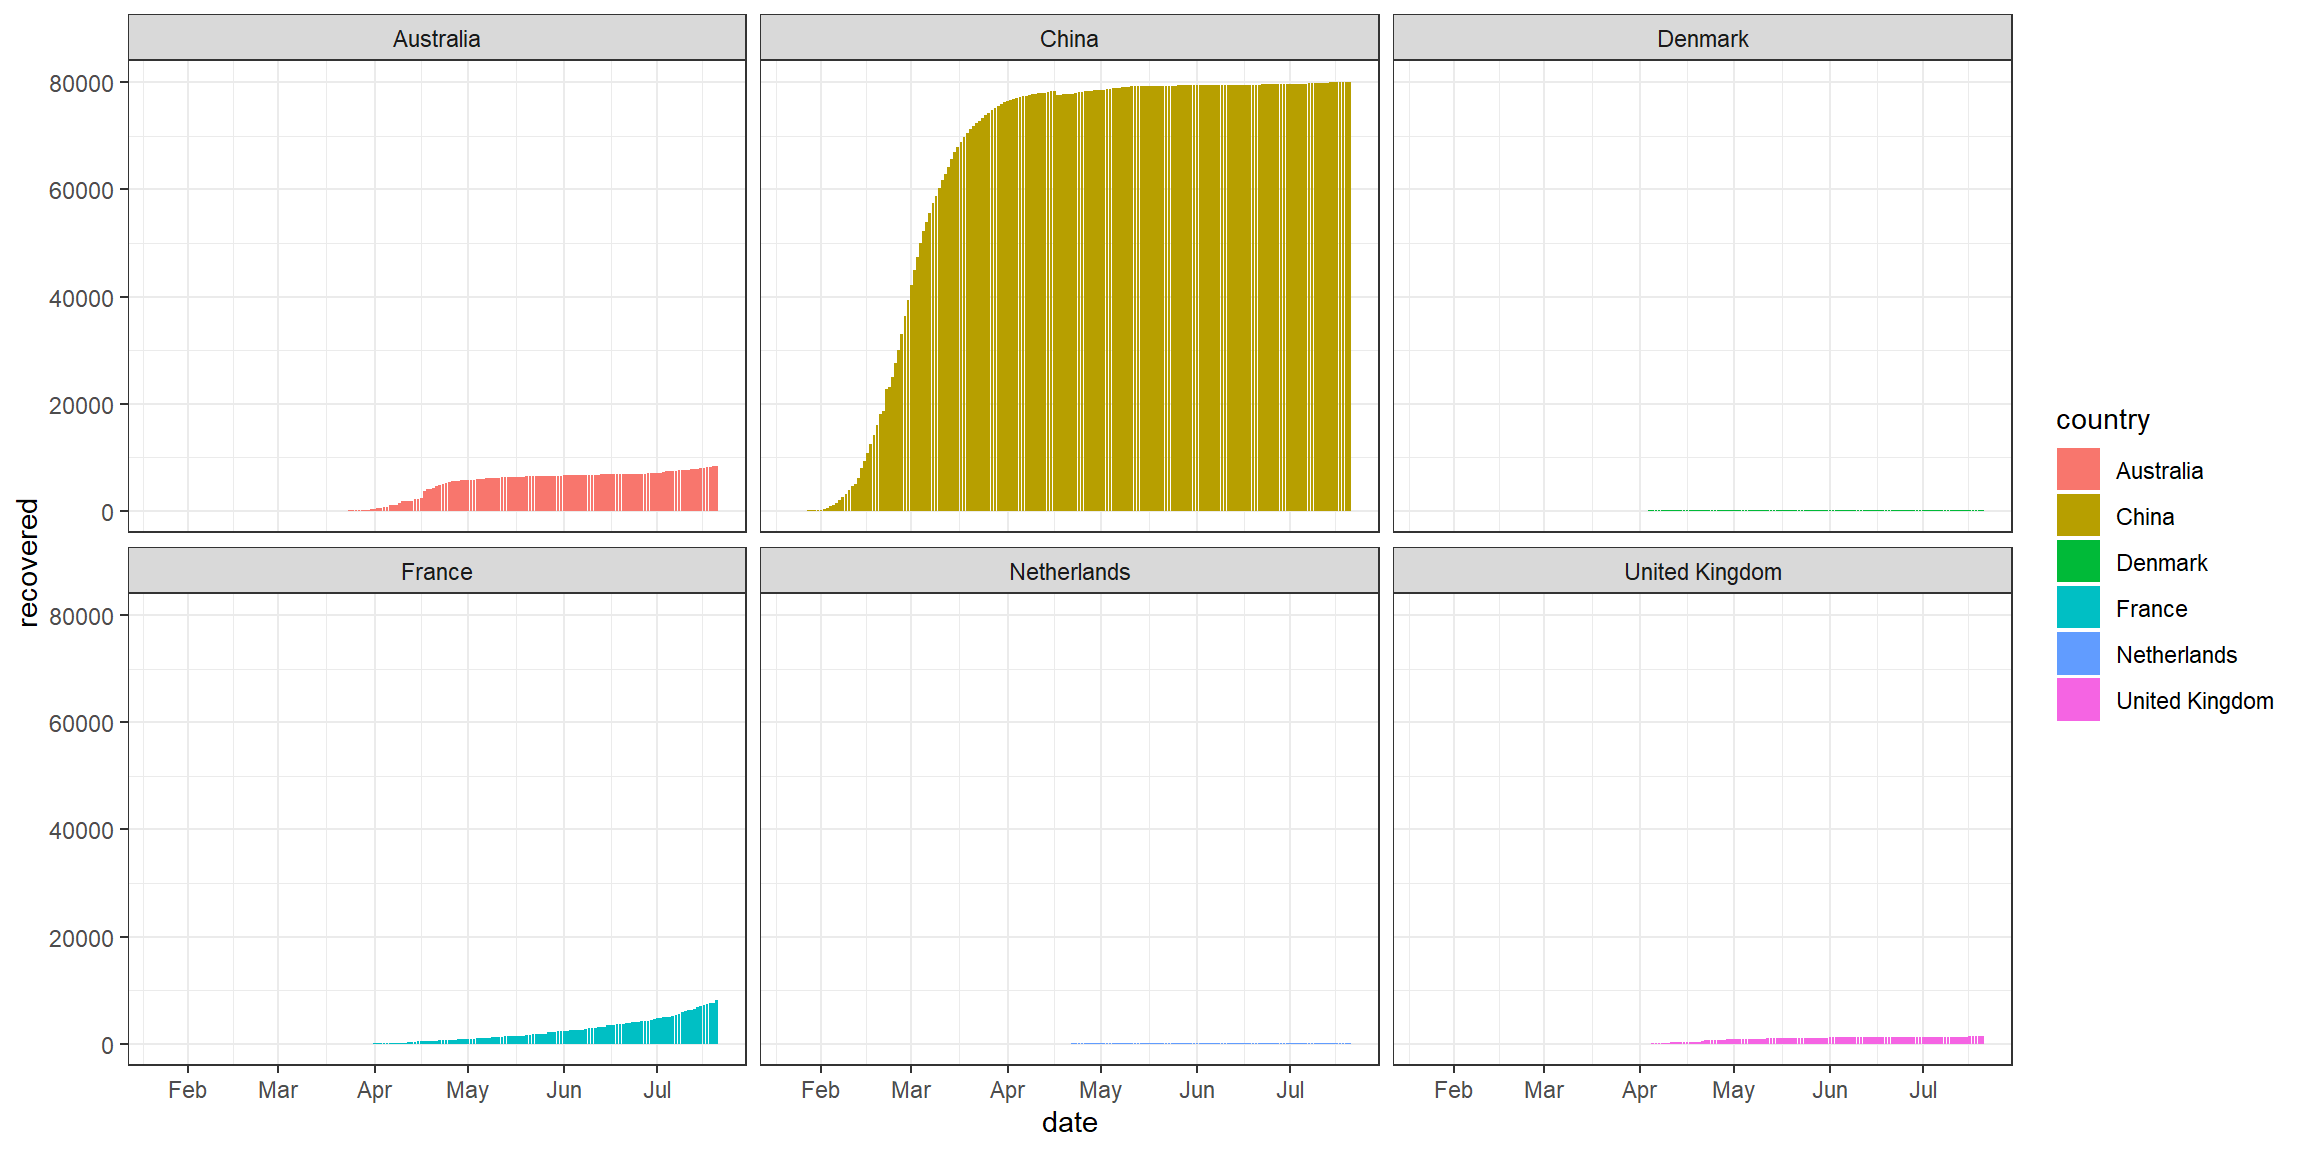 Australia China Denmark
80000
60000
40000
20000
0
recovered
France Netherlands United Kingdom
80000
60000
40000
20000
0
Feb Mar Apr May Jun Jul Feb Mar Apr May Jun Jul Feb Mar Apr May Jun Jul
date
country
Australia
China
Denmark
France
Netherlands
United Kingdom